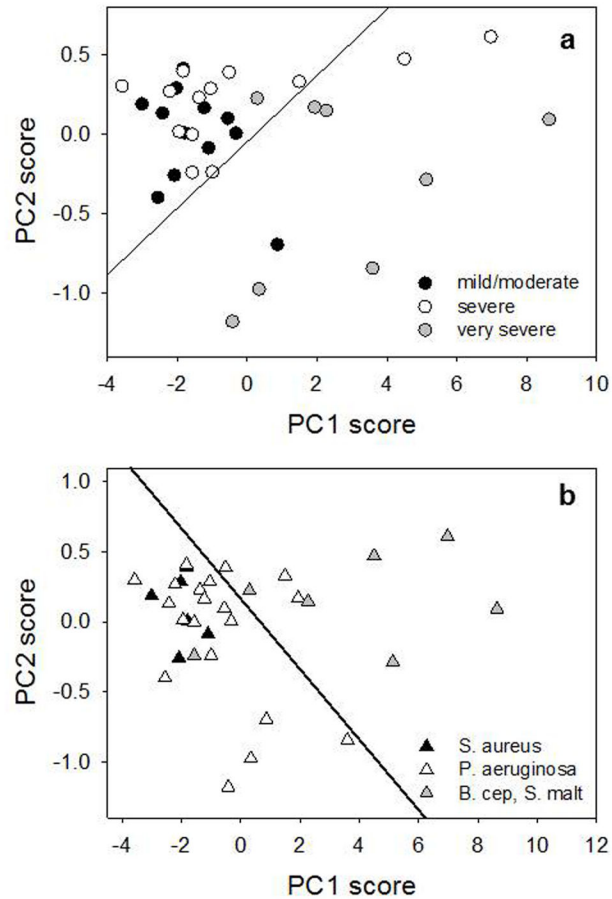 a
0.5
0.0
-0.5
-1.0
PC2 score
mild/moderate
severe
very severe
-4 -2 0 2 4 6 8 10
PC1 score
b
1.0
0.5
0.0
-0.5
-1.0
PC2 score
S. aureus
P. aeruginosa
B. cep, S. malt
-4 -2 0 2 4 6 8 10 12
PC1 score